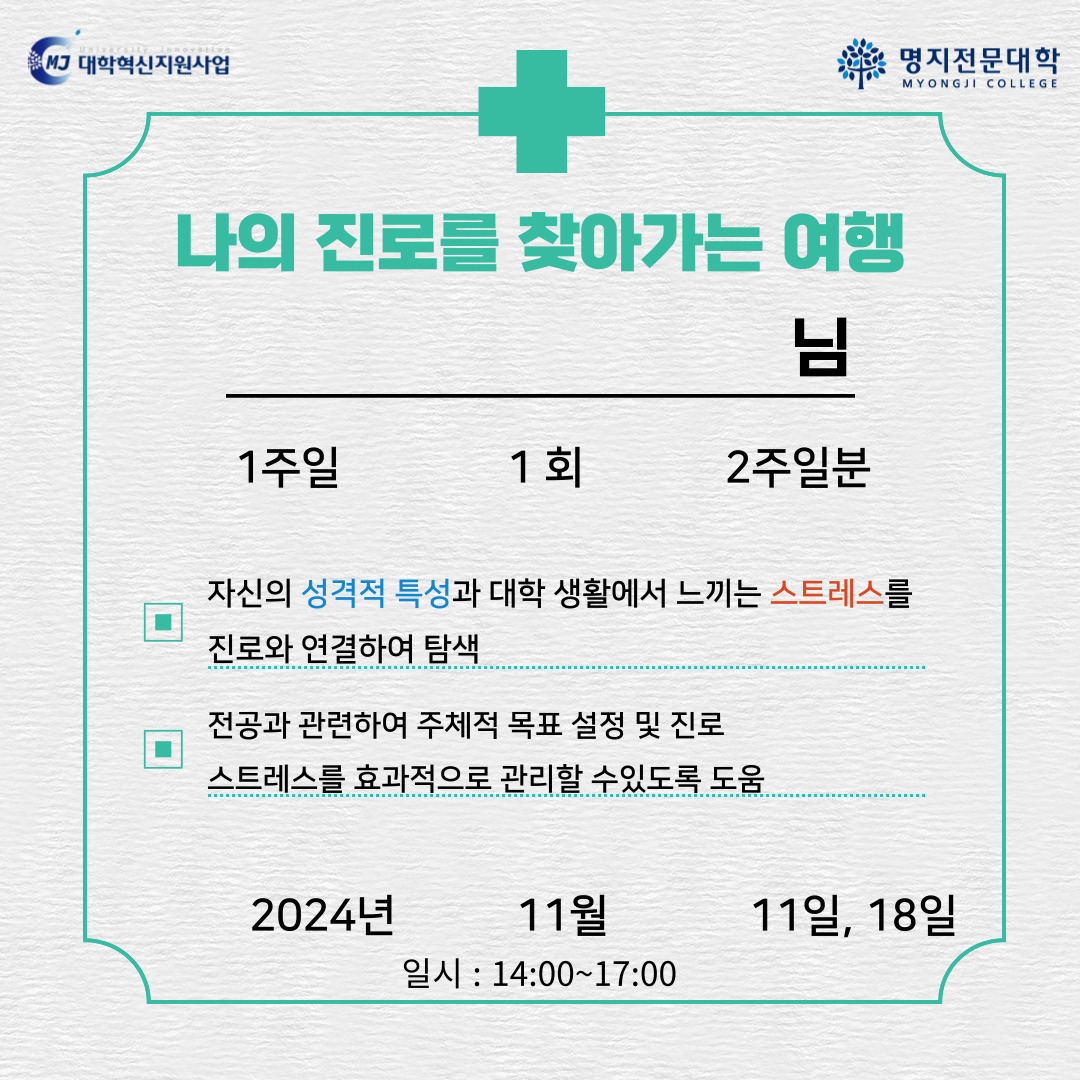 University Innovation
MJ 대학혁신지원사업
명지전문대학
MYONGJI COLLEGE
나의 진로를 찾아가는 여행
님
1주일 1 회 2주일분
자신의 성격적 특성과 대학 생활에서 느끼는 스트레스를
진로와 연결하여 탐색
전공과 관련하여 주체적 목표 설정 및 진로
스트레스를 효과적으로 관리할 수있도록 도움
2024년 11월 11일, 18일
일시 : 14:00~17:00